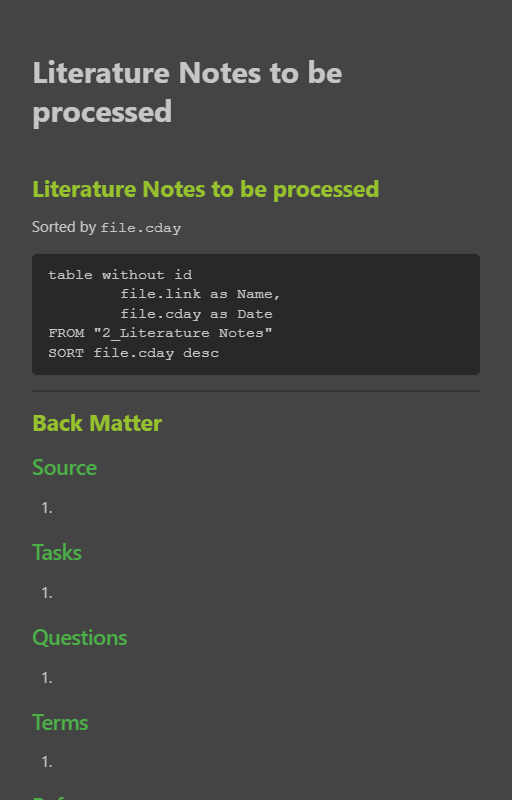 Literature Notes to be
processed
Literature Notes to be processed
Sorted by file.cday
table without id
file.link as Name,
file.cday as Date
FROM "2_Literature Notes"
SORT file.cday desc
Back Matter
Source
1.
Tasks
1.
Questions
1.
Terms
1.